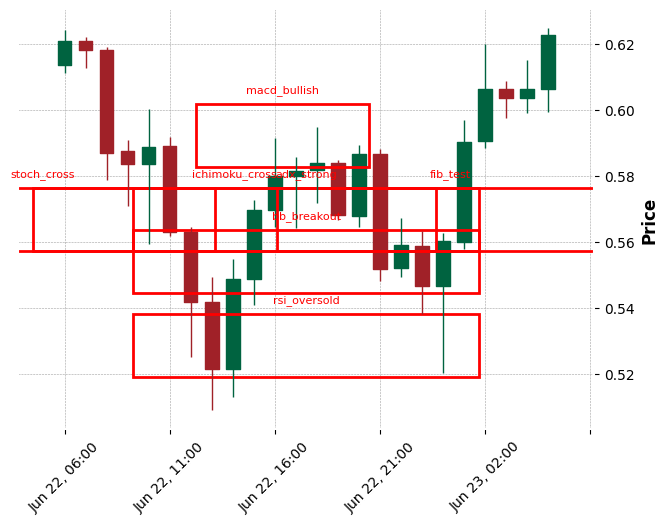 macd_bullish
stoch_cross
fib_test
bb_breakout
rsi_oversold
0.62
0.60
0.58
0.56
0.54
0.52
Price
Jun 22, 06:00
Jun 22, 11:00
Jun 22, 16:00
Jun 22, 21:00
Jun 23, 02:00